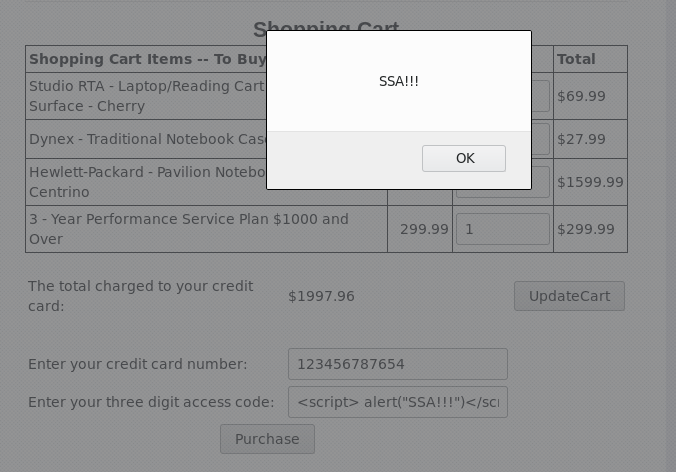 Shopping Cart
Shopping Cart Items -- To Buy
Total
SSA!!!
OK
Studio RTA - Laptop/Reading Cart
Surface - Cherry
$69.99
Dynex - Traditional Notebook Case
$27.99
Hewlett-Packard - Pavilion Notebo
Centrino
$1599.99
3 - Year Performance Service Plan $1000 and
Over
299.99
1
$299.99
The total charged to your credit
card:
$1997.96
UpdateCart
Enter your credit card number:
123456787654
Enter your three digit access code:
<script> alert("SSA!!!")</scr
Purchase